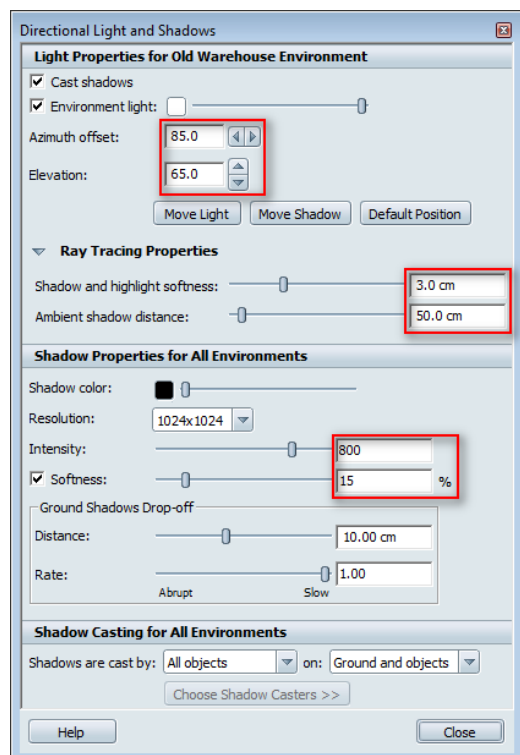 Directional Light and Shadows
Light Properties for Old Warehouse Environment
Cast shadows
Environment light:
Azimuth offset: 85.0
Elevation: 65.0
Move Light Move Shadow Default Position
Ray Tracing Properties
Shadow and highlight softness: 3.0 cm
Ambient shadow distance: 50.0 cm
Shadow Properties for All Environments
Shadow color:
Resolution: 1024x1024
Intensity: 800
Softness: 15 %
Ground Shadows Drop-off
Distance: 10.00 cm
Rate: 1.00
Abrupt Slow
Shadow Casting for All Environments
Shadows are cast by: All objects on: Ground and objects
Choose Shadow Casters >>
Help Close